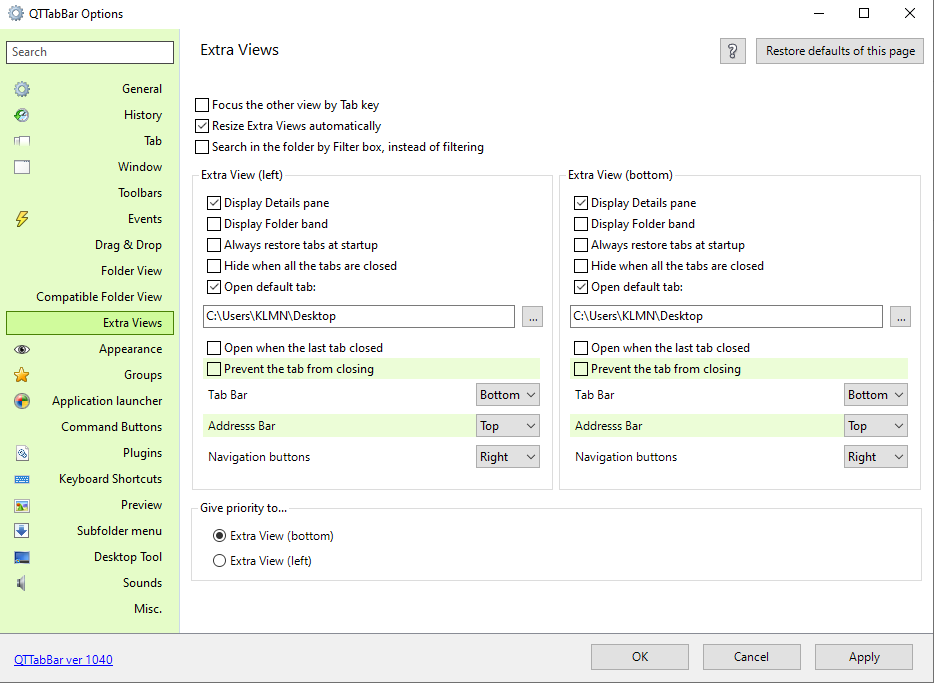 QTTabBar Options
Search
General
History
Tab
Window
Toolbars
Events
Drag & Drop
Folder View
Compatible Folder View
Extra Views
Appearance
Groups
Application launcher
Command Buttons
Plugins
Keyboard Shortcuts
Preview
Subfolder menu
Desktop Tool
Sounds
Misc.
QTTabBar ver 1040
Extra Views
?
Restore defaults of this page
Focus the other view by Tab key
Resize Extra Views automatically
Search in the folder by Filter box, instead of filtering
Extra View (left)
Display Details pane
Display Folder band
Always restore tabs at startup
Hide when all the tabs are closed
Open default tab:
C:\Users\KLMN\Desktop
...
Open when the last tab closed
Prevent the tab from closing
Tab Bar Bottom
Addresss Bar Top
Navigation buttons Right
Extra View (bottom)
Display Details pane
Display Folder band
Always restore tabs at startup
Hide when all the tabs are closed
Open default tab:
C:\Users\KLMN\Desktop
...
Open when the last tab closed
Prevent the tab from closing
Tab Bar Bottom
Addresss Bar Top
Navigation buttons Right
Give priority to...
Extra View (bottom)
Extra View (left)
OK Cancel Apply